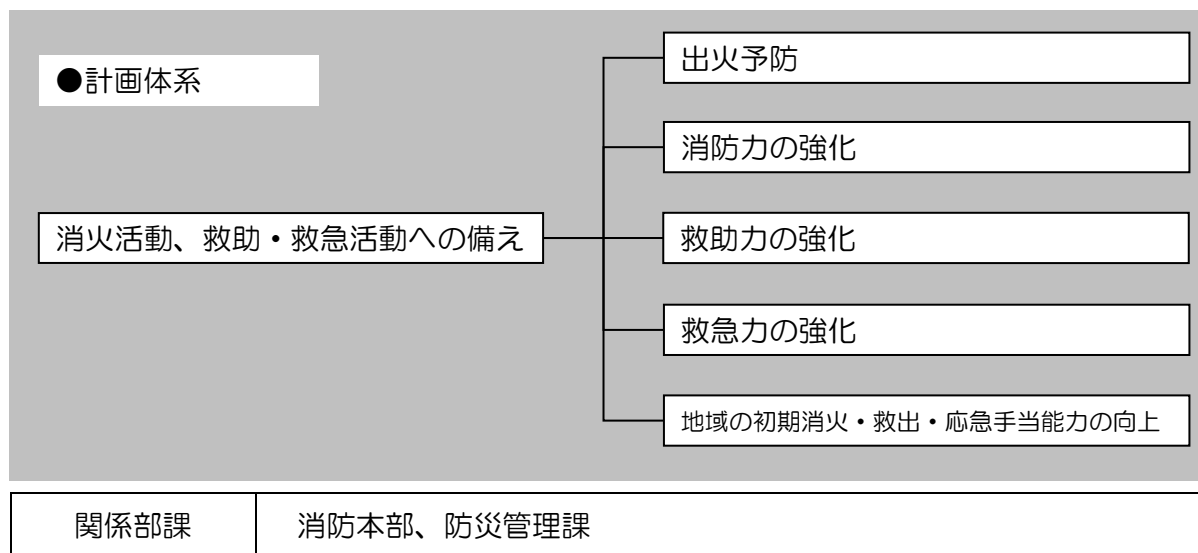 ●計画体系
消火活動、救助・救急活動への備え
出火予防
消防力の強化
救助力の強化
救急力の強化
地域の初期消火・救出・応急手当能力の向上
関係部課
消防本部、防災管理課